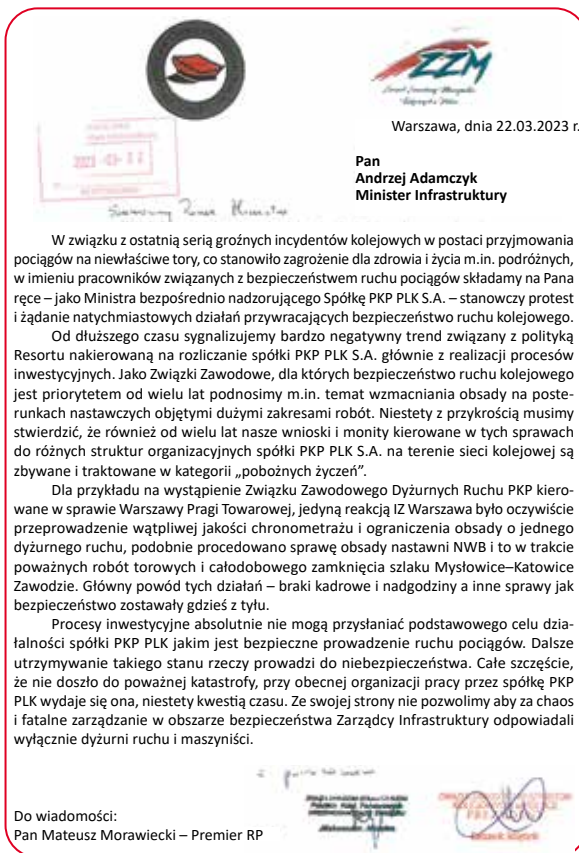 ZZM
Warszawa, dnia 22.03.2023 r.
2023 -03- 22
Pan
Andrzej Adamczyk
Minister Infrastruktury
Szanowny Panie Ministrze
W związku z ostatnią serią groźnych incydentów kolejowych w postaci przyjmowania
pociągów na niewłaściwe tory, co stanowiło zagrożenie dla zdrowia i życia m.in. podróżnych,
w imieniu pracowników związanych z bezpieczeństwem ruchu pociągów składamy na Pana
ręce – jako Ministra bezpośrednio nadzorującego Spółkę PKP PLK S.A. – stanowczy protest
i żądanie natychmiastowych działań przywracających bezpieczeństwo ruchu kolejowego.
Od dłuższego czasu sygnalizujemy bardzo negatywny trend związany z polityką
Resortu nakierowaną na rozliczanie spółki PKP PLK S.A. głównie z realizacji procesów
inwestycyjnych. Jako Związki Zawodowe, dla których bezpieczeństwo ruchu kolejowego
jest priorytetem od wielu lat podnosimy m.in. temat wzmacniania obsady na poste-
runkach nastawczych objętymi dużymi zakresami robót. Niestety z przykrością musimy
stwierdzić, że również od wielu lat nasze wnioski i monity kierowane w tych sprawach
do różnych struktur organizacyjnych spółki PKP PLK S.A. na terenie sieci kolejowej są
zbywane i traktowane w kategorii „pobożnych życzeń”.
Dla przykładu na wystąpienie Związku Zawodowego Dyżurnych Ruchu PKP kiero-
wane w sprawie Warszawy Pragi Towarowej, jedyną reakcją IZ Warszawa było oczywiście
przeprowadzenie wątpliwej jakości chronometrażu i ograniczenia obsady o jednego
dyżurnego ruchu, podobnie procedowano sprawę obsady nastawni NWB i to w trakcie
poważnych robót torowych i całodobowego zamknięcia szlaku Mysłowice–Katowice
Zawodzie. Główny powód tych działań – braki kadrowe i nadgodziny a inne sprawy jak
bezpieczeństwo zostawały gdzieś z tyłu.
Procesy inwestycyjne absolutnie nie mogą przysłaniać podstawowego celu dzia-
łalności spółki PKP PLK jakim jest bezpieczne prowadzenie ruchu pociągów. Dalsze
utrzymywanie takiego stanu rzeczy prowadzi do niebezpieczeństwa. Całe szczęście,
że nie doszło do poważnej katastrofy, przy obecnej organizacji pracy przez spółkę PKP
PLK wydaje się ona, niestety kwestią czasu. Ze swojej strony nie pozwolimy aby za chaos
i fatalne zarządzanie w obszarze bezpieczeństwa Zarządcy Infrastruktury odpowiadali
wyłącznie dyżurni ruchu i maszyniści.
Do wiadomości:
Pan Mateusz Morawiecki – Premier RP